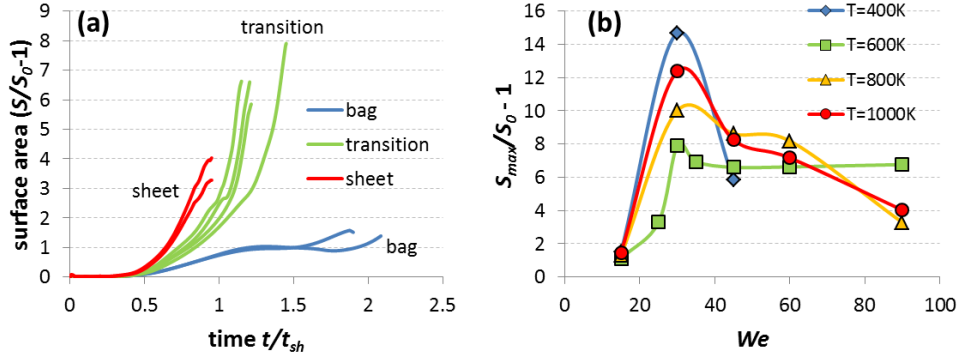 (a)
transition
bag
transition
sheet
sheet
bag
surface area (S/S0-1)
9
8
7
6
5
4
3
2
1
0
0
0.5
1
1.5
2
2.5
time t/tsh
(b)
T=400K
T=600K
T=800K
T=1000K
Smax/S0 - 1
16
14
12
10
8
6
4
2
0
0
20
40
60
80
100
We